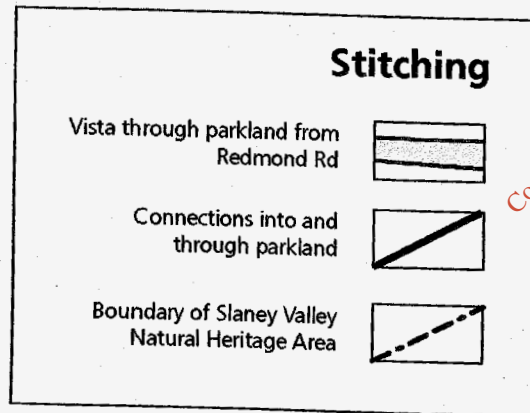 Stitching
Vista through parkland from
Redmond Rd
Connections into and
through parkland
Boundary of Slaney Valley
Natural Heritage Area